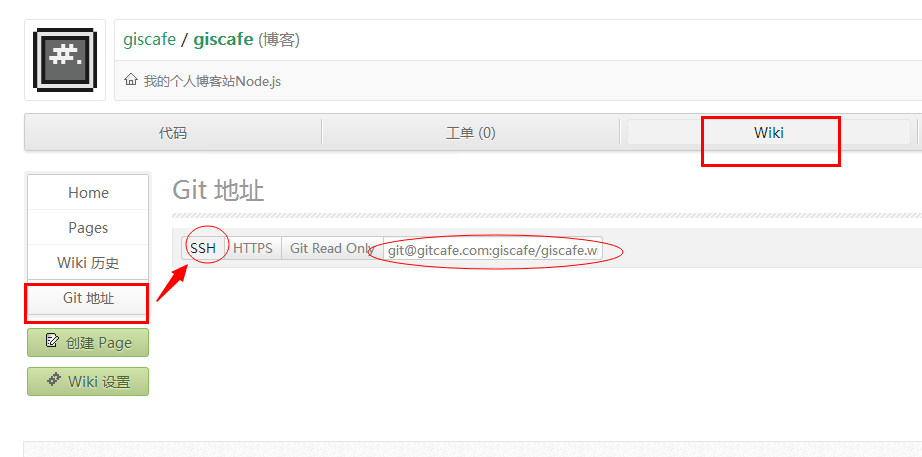 giscafe / giscafe (博客)
我的个人博客站Node.js
代码
工单 (0)
Wiki
Home
Pages
Wiki 历史
Git 地址
创建 Page
Wiki 设置
Git 地址
SSH HTTPS Git Read Only git@gitcafe.com:giscafe/giscafe.w